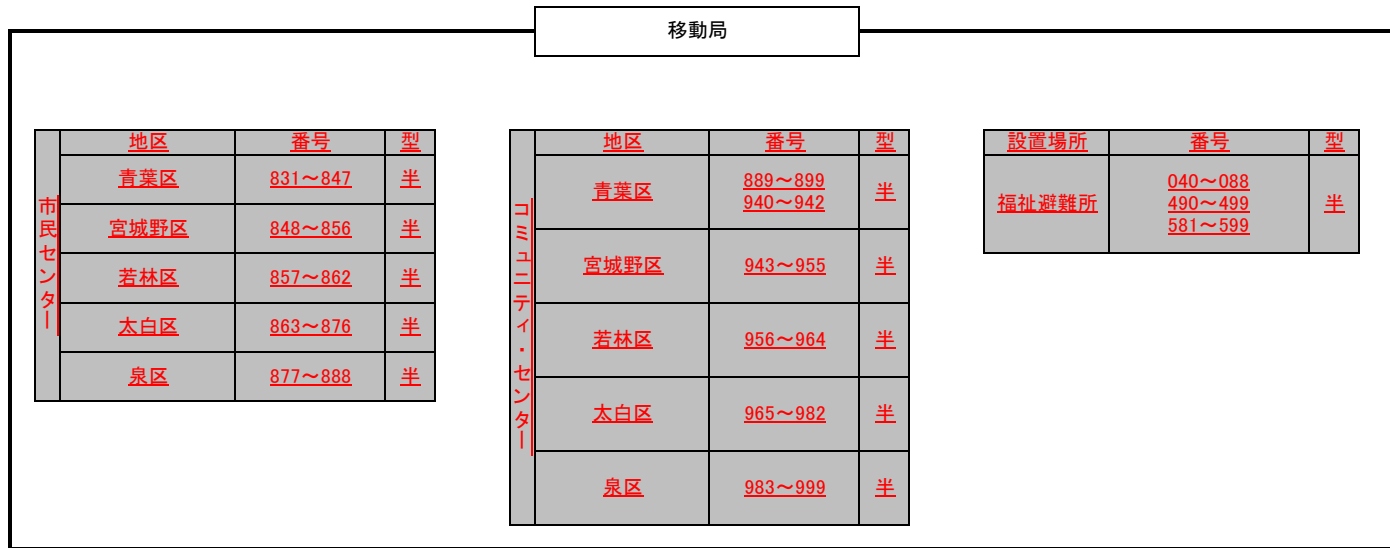 移動局
市民センター
地区 番号 型
青葉区 831～847 半
宮城野区 848～856 半
若林区 857～862 半
太白区 863～876 半
泉区 877～888 半
コミュニティ・センター
地区 番号 型
青葉区 889～899 半
940～942
宮城野区 943～955 半
若林区 956～964 半
太白区 965～982 半
泉区 983～999 半
設置場所 番号 型
040～088
福祉避難所 490～499 半
581～599